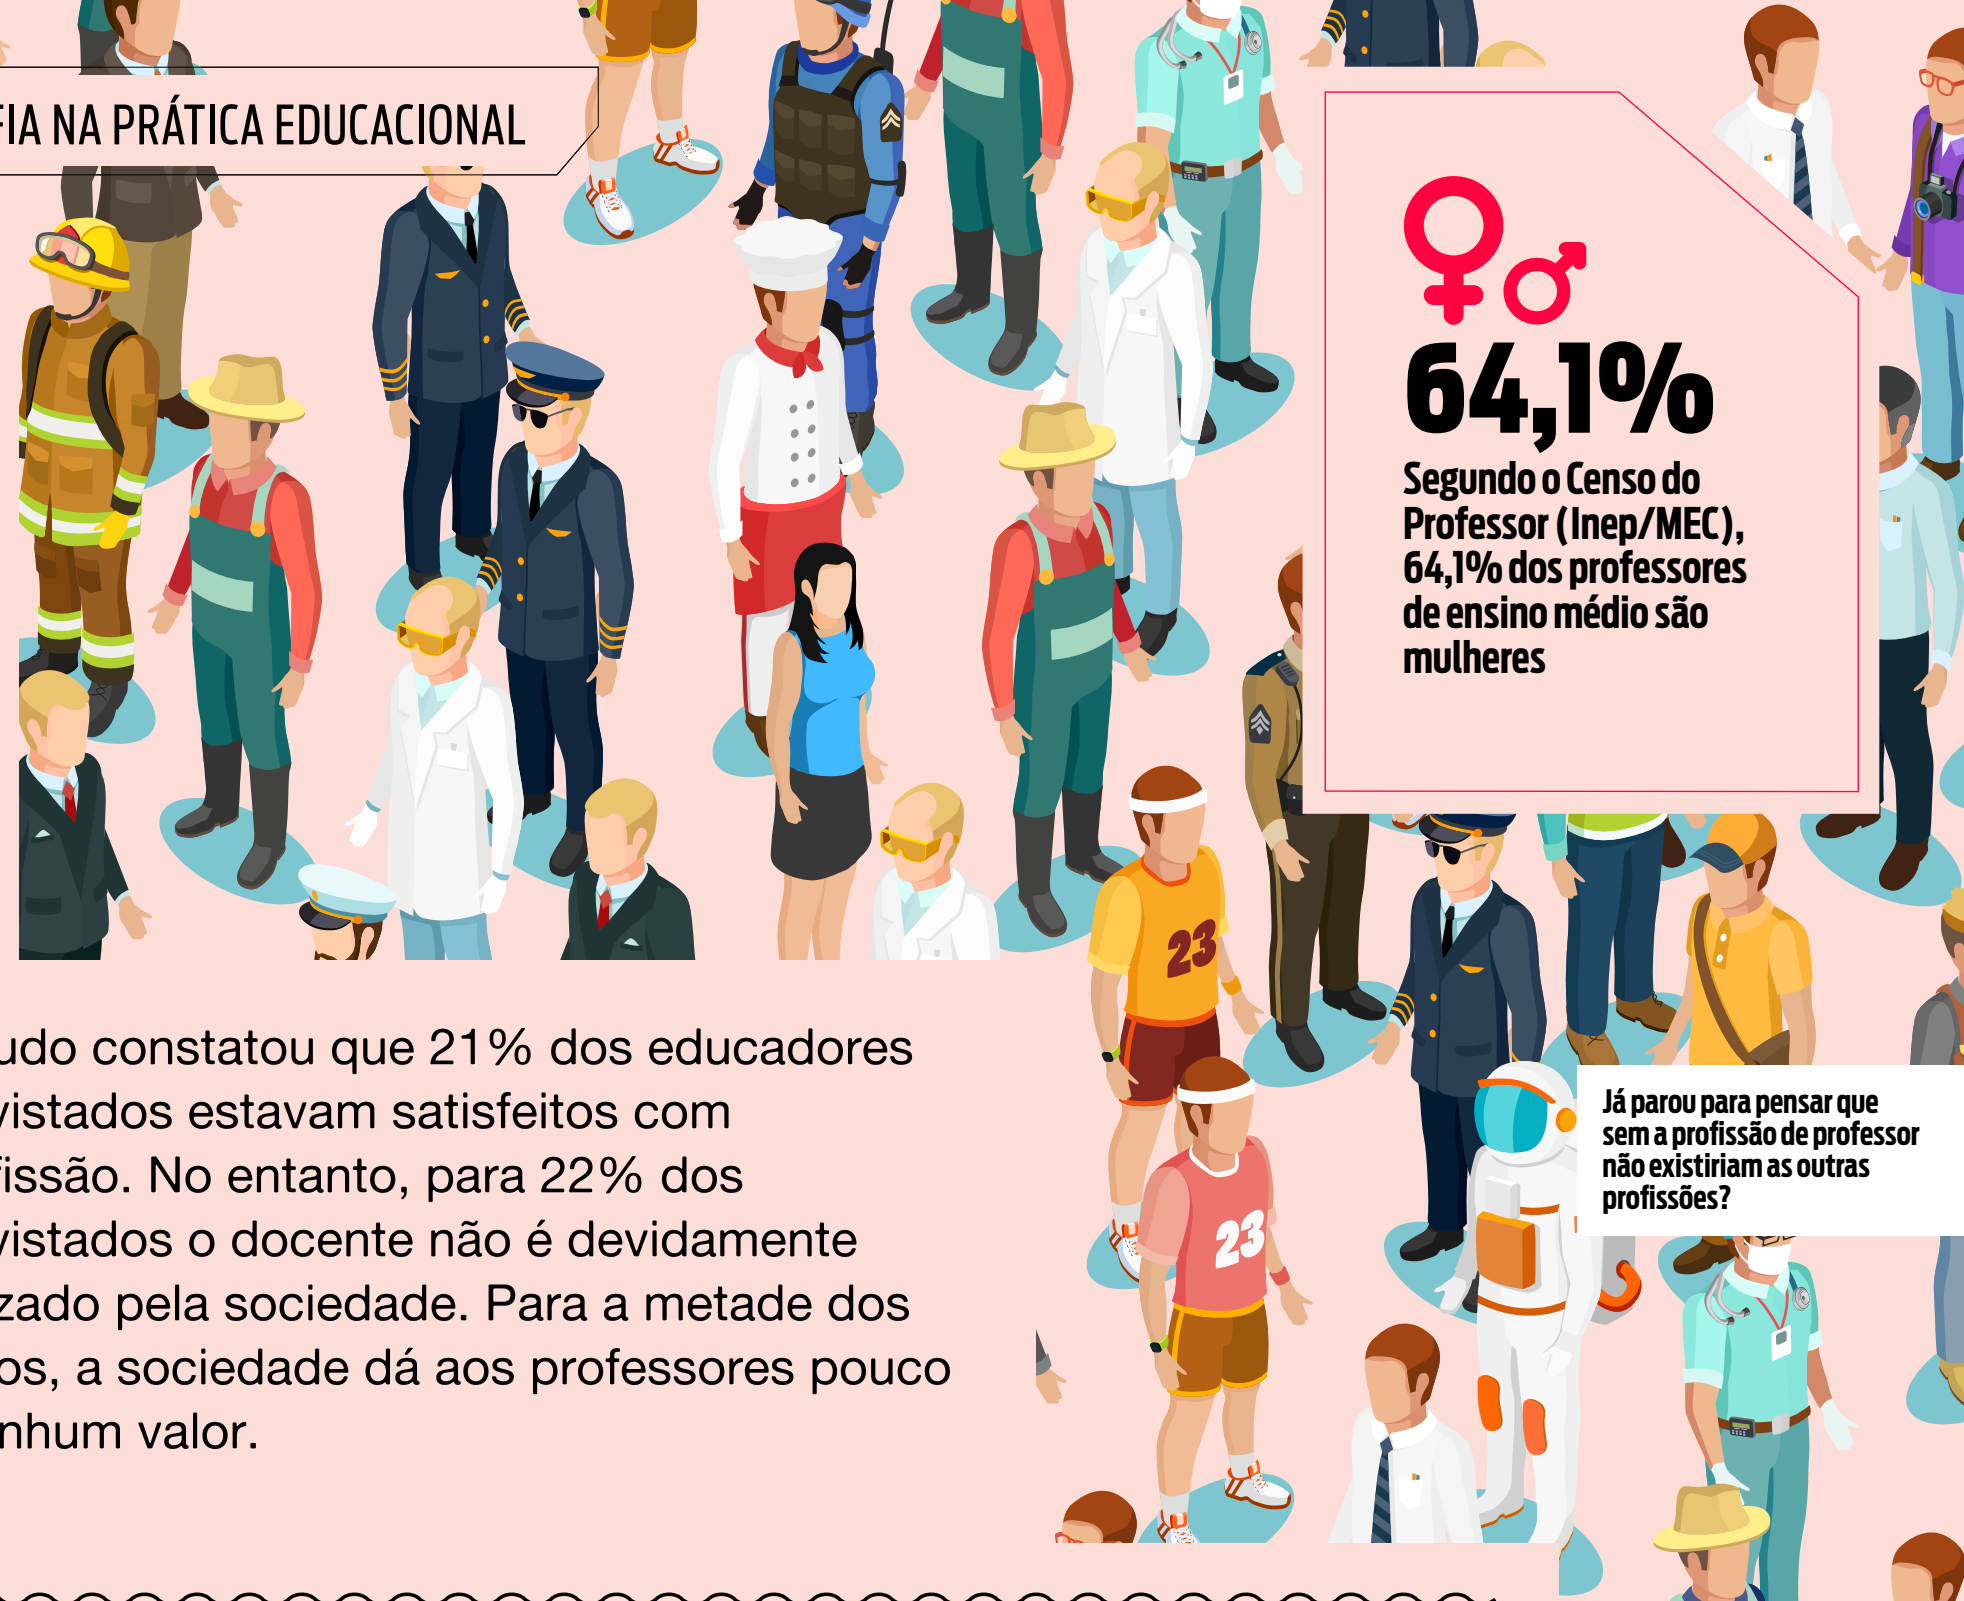 FIA NA PRÁTICA EDUCACIONAL
64,1%
Segundo o Censo do
Professor (Inep/MEC),
64,1% dos professores
de ensino médio são
mulheres
23
23
udo constatou que 21% dos educadores
vistados estavam satisfeitos com
fissão. No entanto, para 22% dos
vistados o docente não é devidamente
zado pela sociedade. Para a metade dos
os, a sociedade dá aos professores pouco
nhum valor.
Já parou para pensar que
sem a profissão de professor
não existiriam as outras
profissões?